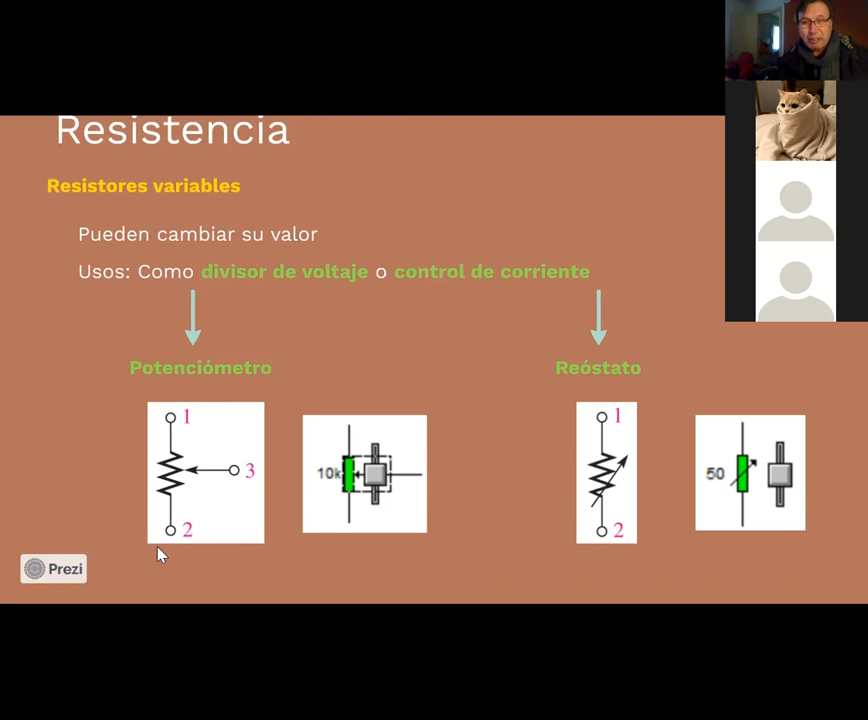 Resistencia
Resistores variables
Pueden cambiar su valor
Usos: Como divisor de voltaje o control de corriente
Potenciómetro
Reóstato
1
3
2
10k
1
2
50
Prezi